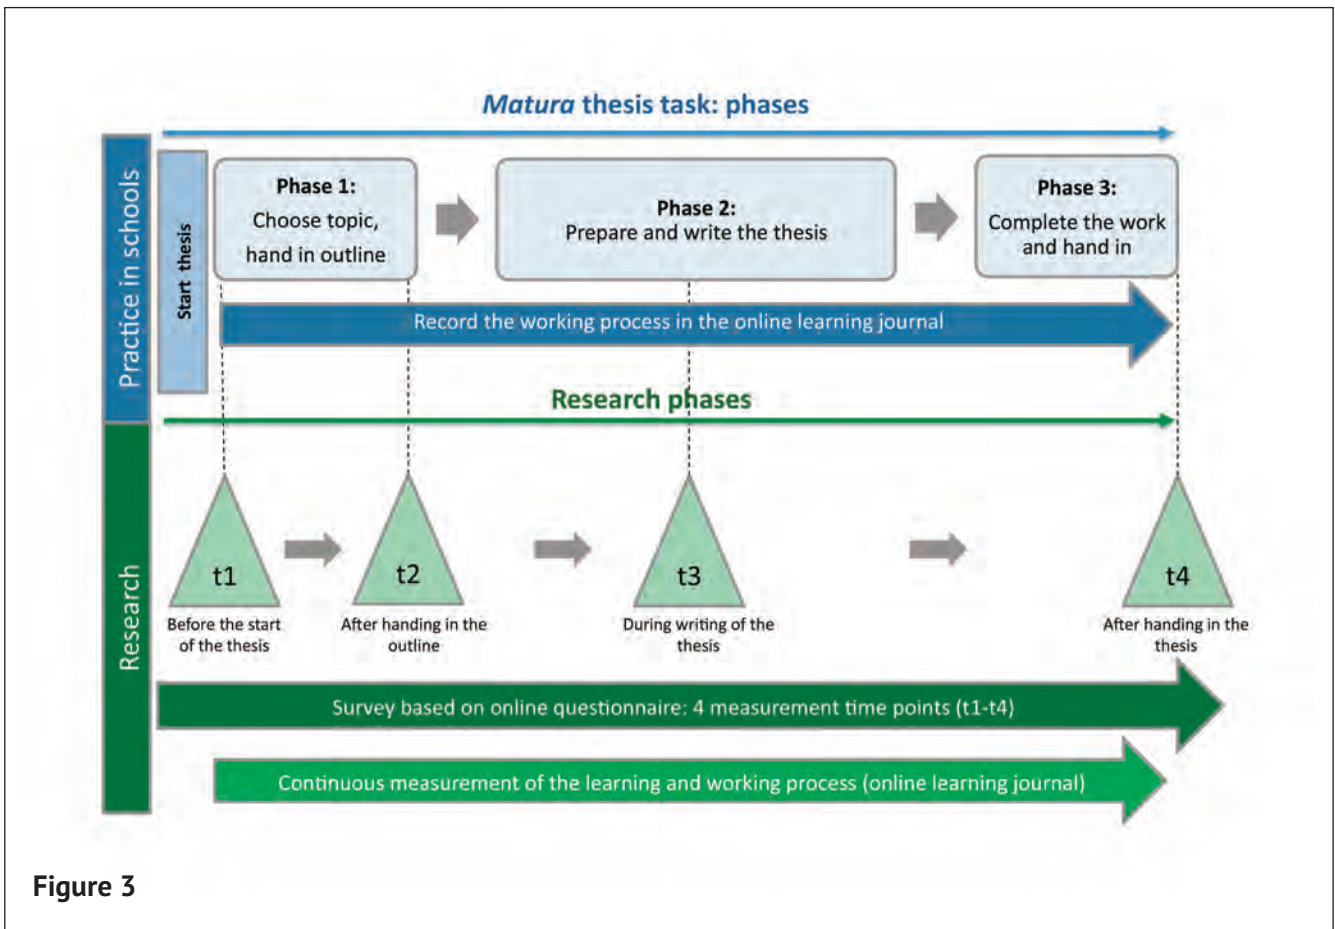 Matura thesis task: phases
Practice in schools
Start thesis
Phase 1:
Choose topic,
hand in outline
Phase 2:
Prepare and write the thesis
Phase 3:
Complete the work
and hand in
Record the working process in the online learning journal
Research phases
Research
t1
t2
t3
t4
Before the start
of the thesis
After handing in the
outline
During writing of the
thesis
After handing in the
thesis
Survey based on online questionnaire: 4 measurement time points (t1-t4)
Continuous measurement of the learning and working process (online learning journal)
Figure 3